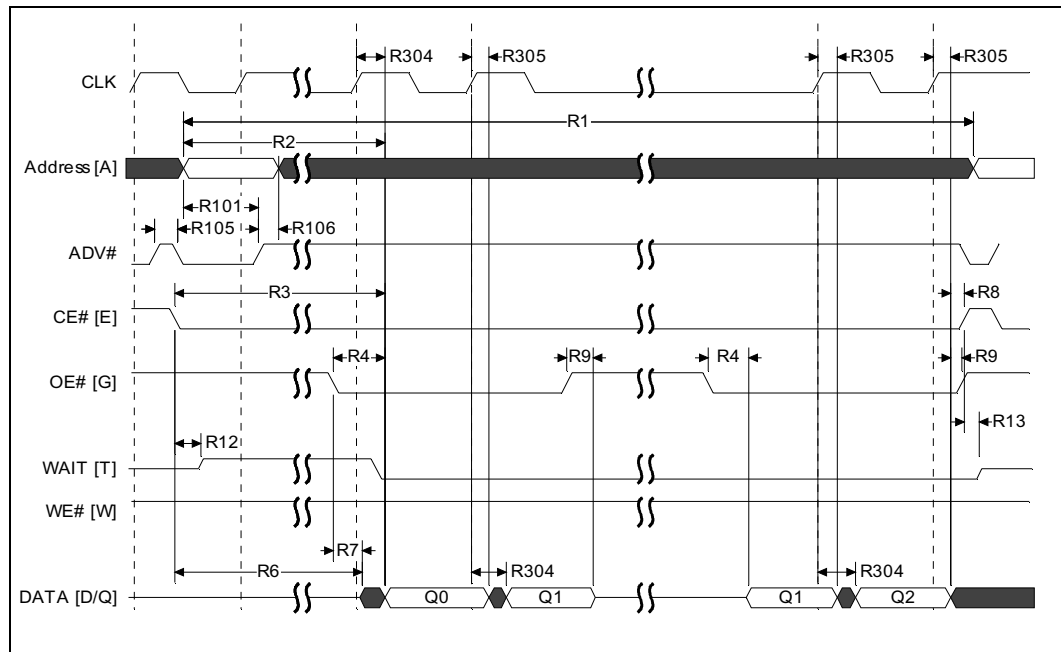 R304 R305 R305 R305
CLK
R1
R2
Address [A]
R101
R105 R106
ADV#
R3 R8
CE# [E]
R4 R9 R4 R9
OE# [G]
R12 R13
WAIT [T]
WE# [W]
R7
R6 R304 R304
DATA [D/Q] Q0 Q1 Q1 Q2